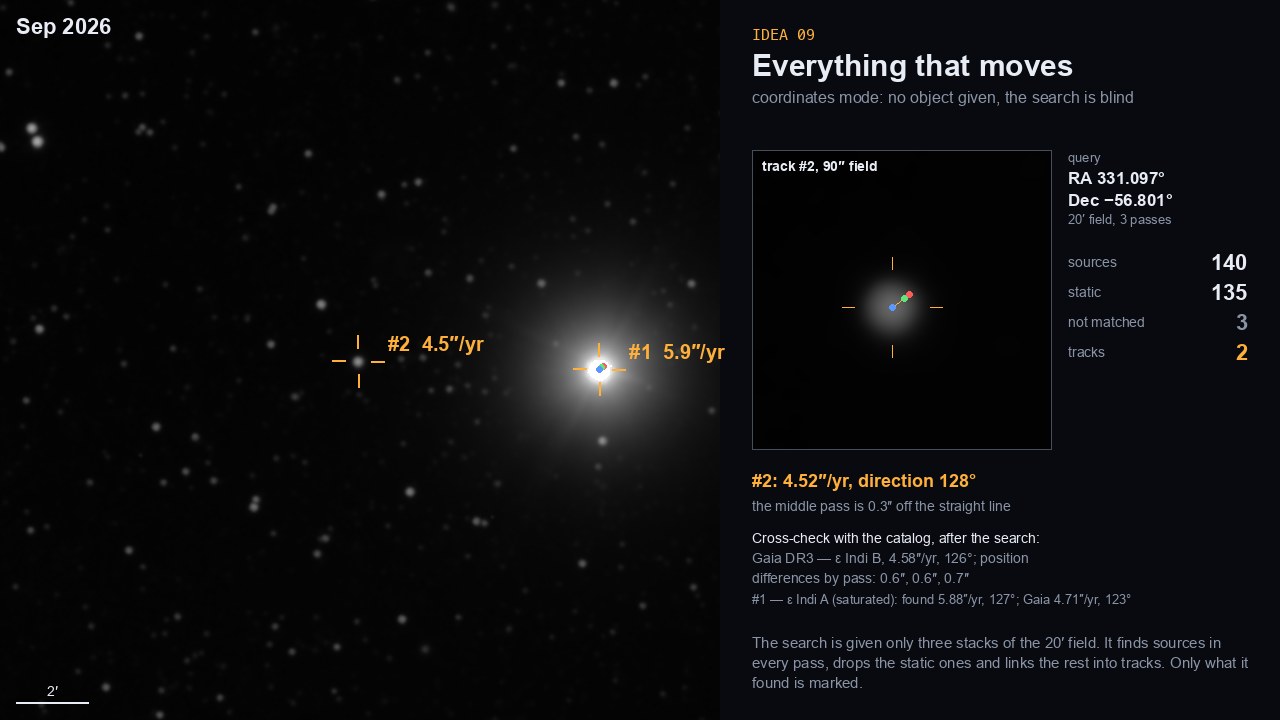 Sep 2026
#2 4.5″/yr
#1 5.9″/yr
2′
IDEA 09
Everything that moves
coordinates mode: no object given, the search is blind
track #2, 90″ field
query
RA 331.097°
Dec −56.801°
20′ field, 3 passes
sources 140
static 135
not matched 3
tracks 2
#2: 4.52″/yr, direction 128°
the middle pass is 0.3″ off the straight line
Cross-check with the catalog, after the search:
Gaia DR3 — ε Indi B, 4.58″/yr, 126°; position
differences by pass: 0.6″, 0.6″, 0.7″
#1 — ε Indi A (saturated): found 5.88″/yr, 127°; Gaia 4.71″/yr, 123°
The search is given only three stacks of the 20′ field. It finds sources in
every pass, drops the static ones and links the rest into tracks. Only what it
found is marked.